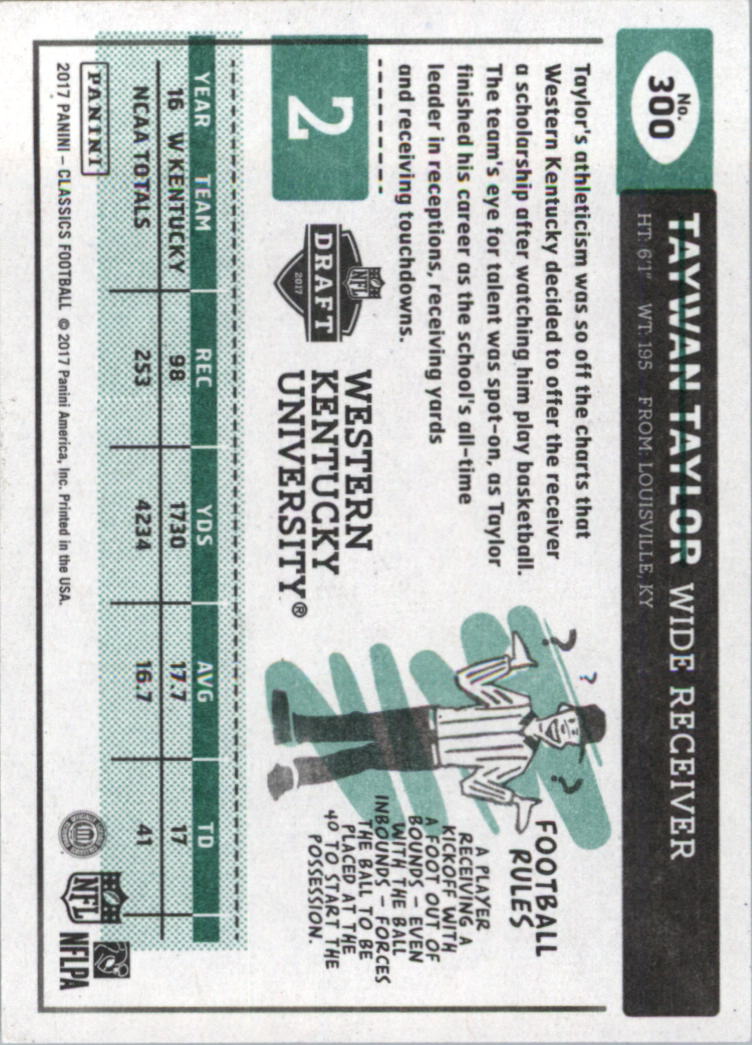 No.
300
TAYWAN TAYLOR WIDE RECEIVER
HT: 6'1" WT: 195 FROM: LOUISVILLE, KY
Taylor's athleticism was so off the charts that
Western Kentucky decided to offer the receiver
a scholarship after watching him play basketball.
The team's eye for talent was spot-on, as Taylor
finished his career as the school's all-time
leader in receptions, receiving yards
and receiving touchdowns.
? ? ?
FOOTBALL
RULES
A PLAYER
RECEIVING A
KICKOFF WITH
A FOOT OUT OF
BOUNDS – EVEN
WITH THE BALL
INBOUNDS – FORCES
THE BALL TO BE
PLACED AT THE
40 TO START THE
POSSESSION.
2
NFL
DRAFT
2017
WESTERN
KENTUCKY
UNIVERSITY®
YEAR TEAM REC YDS AVG TD
16 W KENTUCKY 98 1730 17.7 17
NCAA TOTALS 253 4234 16.7 41
PANINI
2017 PANINI – CLASSICS FOOTBALL © 2017 Panini America, Inc. Printed in the USA.
NFL
NFLPA